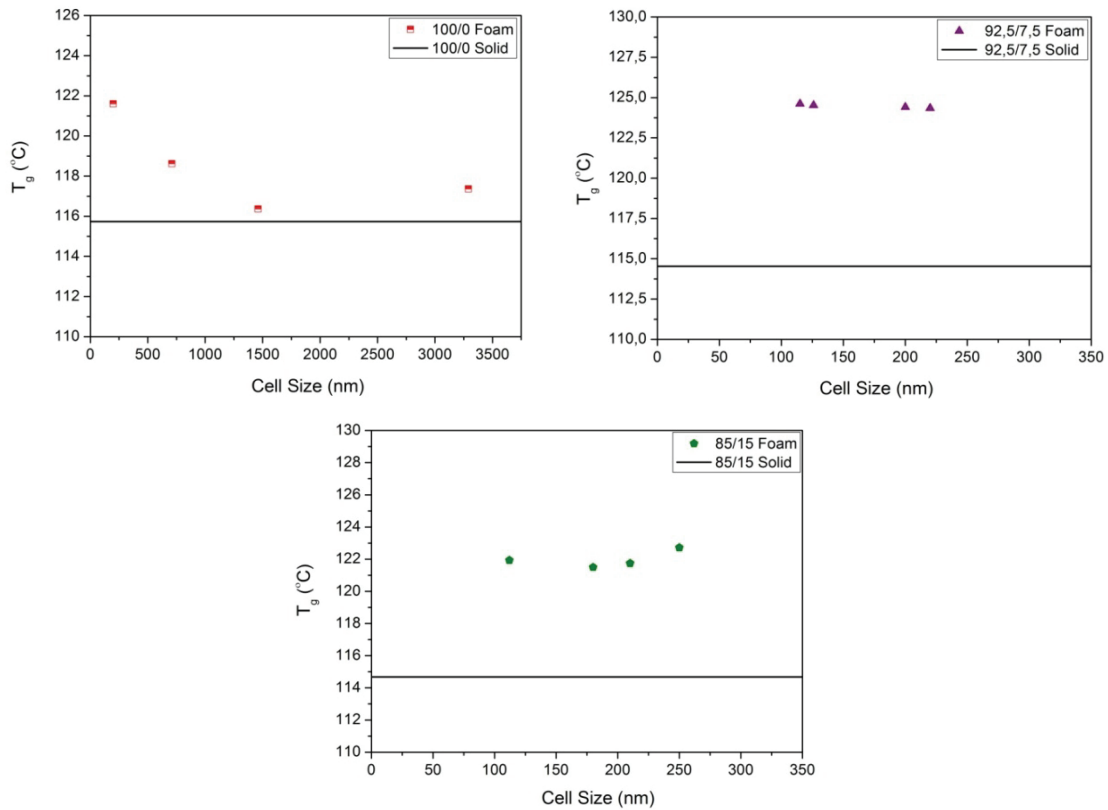 126
124
122
120
118
116
114
112
110
T g (°C)
0 500 1000 1500 2000 2500 3000 3500
Cell Size (nm)
100/0 Foam
100/0 Solid
130,0
127,5
125,0
122,5
120,0
117,5
115,0
112,5
110,0
T g (°C)
0 50 100 150 200 250 300 350
Cell Size (nm)
92,5/7,5 Foam
92,5/7,5 Solid
130
128
126
124
122
120
118
116
114
112
110
T g (°C)
0 50 100 150 200 250 300 350
Cell Size (nm)
85/15 Foam
85/15 Solid